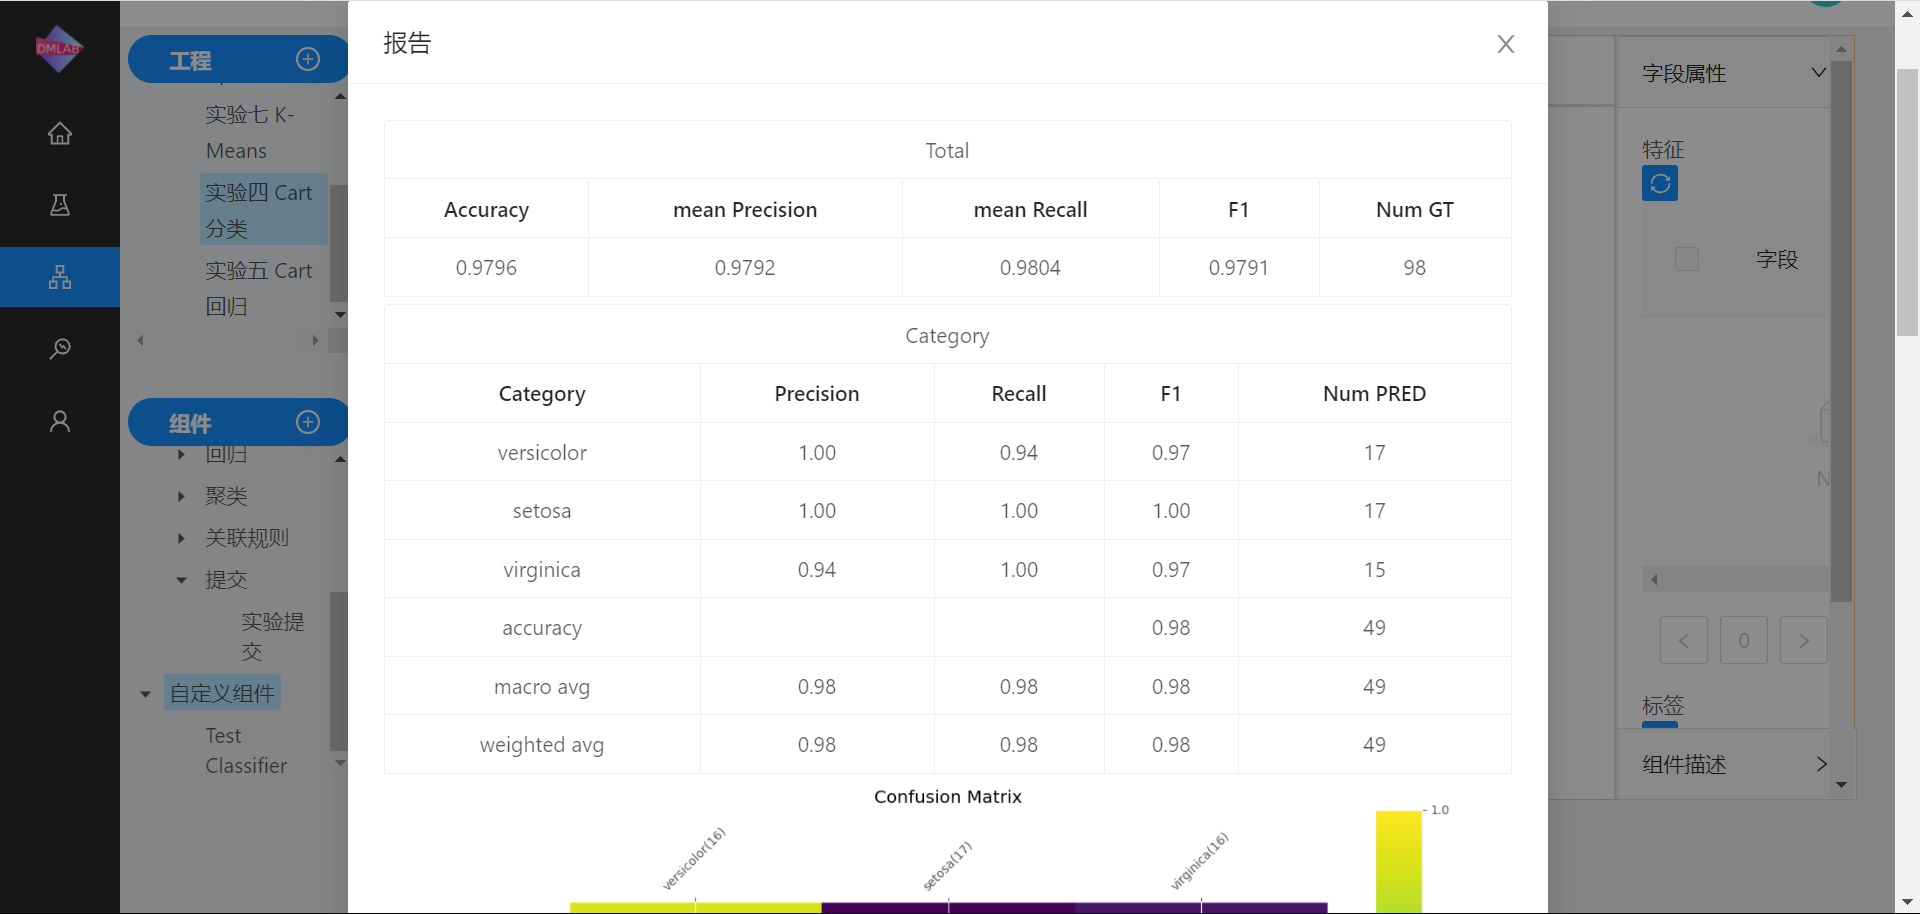 DMLAB
工程
实验七 K-
Means
实验四 Cart
分类
实验五 Cart
回归
组件
回归
聚类
关联规则
提交
实验提
交
自定义组件
Test
Classifier
报告
Total
Accuracy mean Precision mean Recall F1 Num GT
0.9796 0.9792 0.9804 0.9791 98
Category
Category Precision Recall F1 Num PRED
versicolor 1.00 0.94 0.97 17
setosa 1.00 1.00 1.00 17
virginica 0.94 1.00 0.97 15
accuracy 0.98 49
macro avg 0.98 0.98 0.98 49
weighted avg 0.98 0.98 0.98 49
Confusion Matrix
versicolor(16) setosa(17) virginica(16)
1.0
字段属性
特征
字段
N
0
标签
组件描述